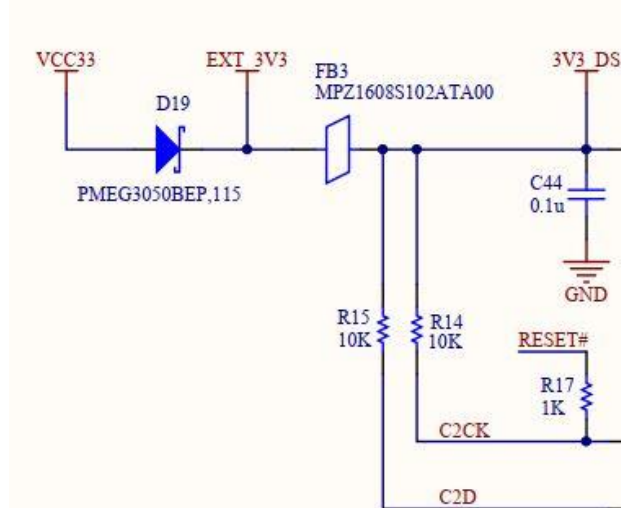 VCC33
EXT_3V3
FB3
MPZ1608S102ATA00
3V3_DS
D19
PMEG3050BEP,115
C44
0.1u
GND
R15
10K
R14
10K
RESET#
R17
1K
C2CK
C2D